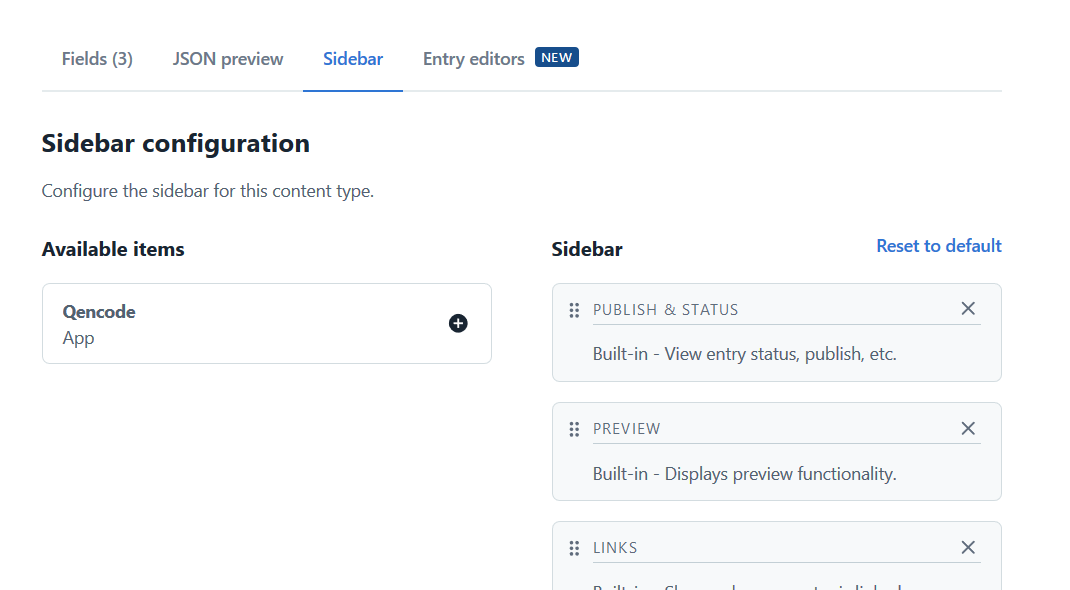 Fields (3) JSON preview Sidebar Entry editors NEW
Sidebar configuration
Configure the sidebar for this content type.
Available items
Qencode
App
Sidebar Reset to default
PUBLISH & STATUS
Built-in - View entry status, publish, etc.
PREVIEW
Built-in - Displays preview functionality.
LINKS